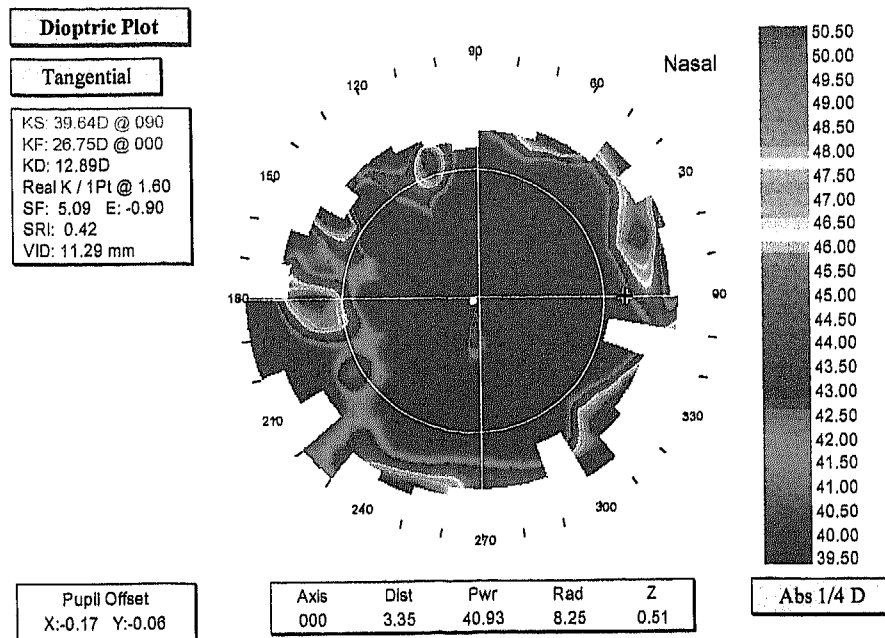 Dioptric Plot
Tangential
KS: 39.64D @ 090
KF: 26.75D @ 000
KD: 12.89D
Real K / 1Pt @ 1.60
SF: 5.09 E: -0.90
SRI: 0.42
VID: 11.29 mm
Nasal
90
60
30
90
330
300
270
240
210
180
150
120
50.50
50.00
49.50
49.00
48.50
48.00
47.50
47.00
46.50
46.00
45.50
45.00
44.50
44.00
43.50
43.00
42.50
42.00
41.50
41.00
40.50
40.00
39.50
Abs 1/4 D
Pupil Offset
X:-0.17 Y:-0.06
Axis Dist Pwr Rad Z
000 3.35 40.93 8.25 0.51